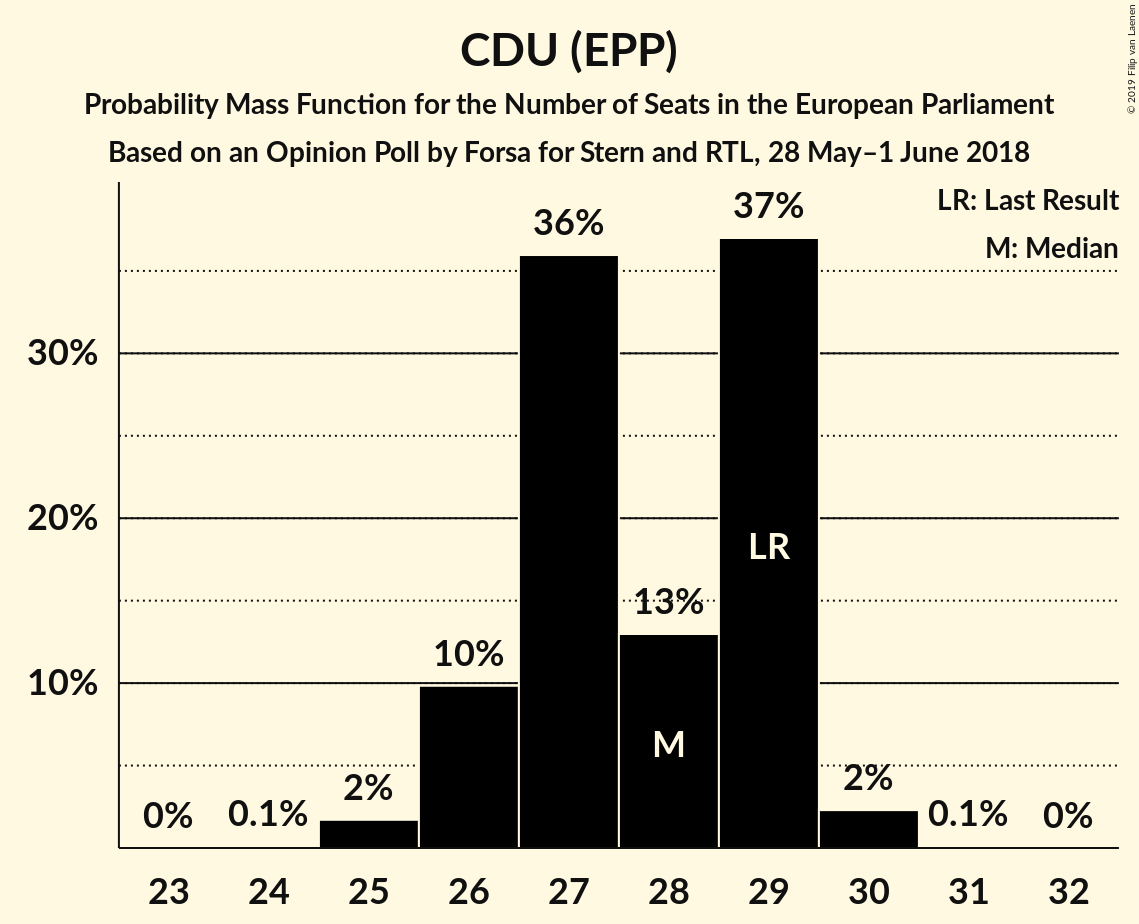 CDU (EPP)
Probability Mass Function for the Number of Seats in the European Parliament
Based on an Opinion Poll by Forsa for Stern and RTL, 28 May–1 June 2018
© 2019 Filip van Laenen
LR: Last Result
M: Median
30%
20%
10%
0%
0.1%
2%
10%
36%
13%
37%
2%
0.1%
0%
M
LR
23 24 25 26 27 28 29 30 31 32